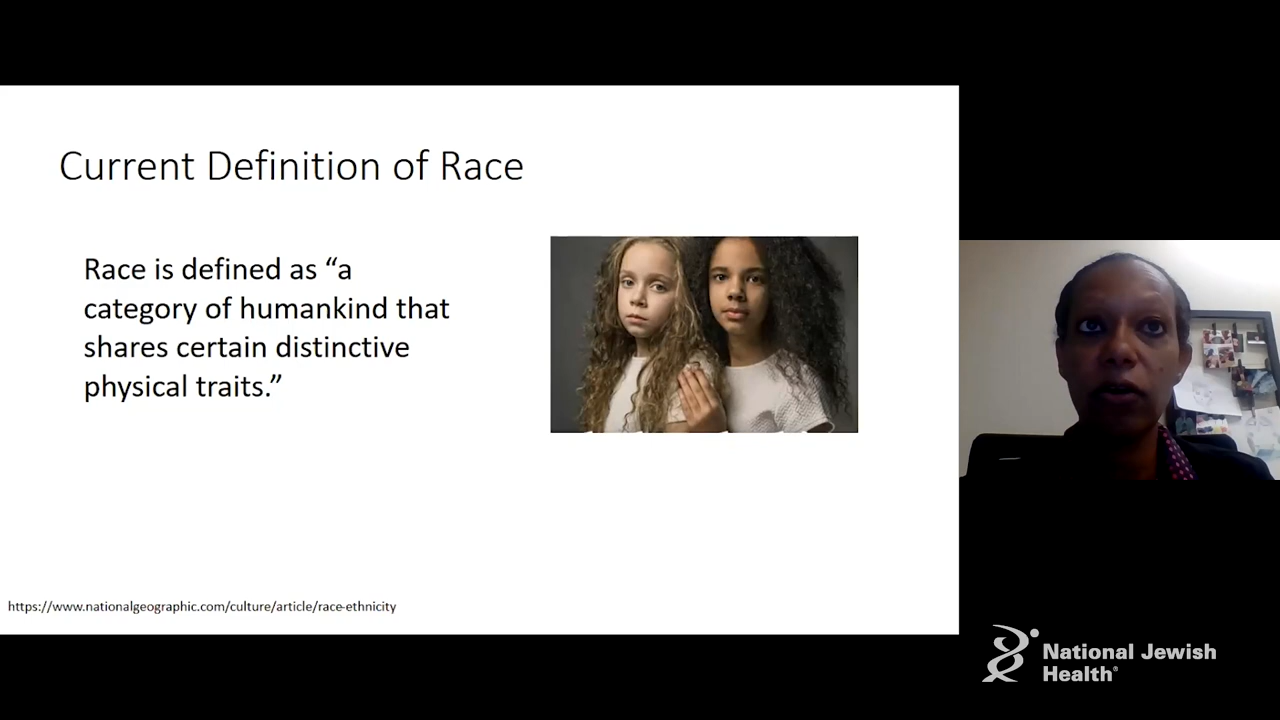 Current Definition of Race
Race is defined as “a
category of humankind that
shares certain distinctive
physical traits.”
https://www.nationalgeographic.com/culture/article/race-ethnicity
National Jewish
Health®